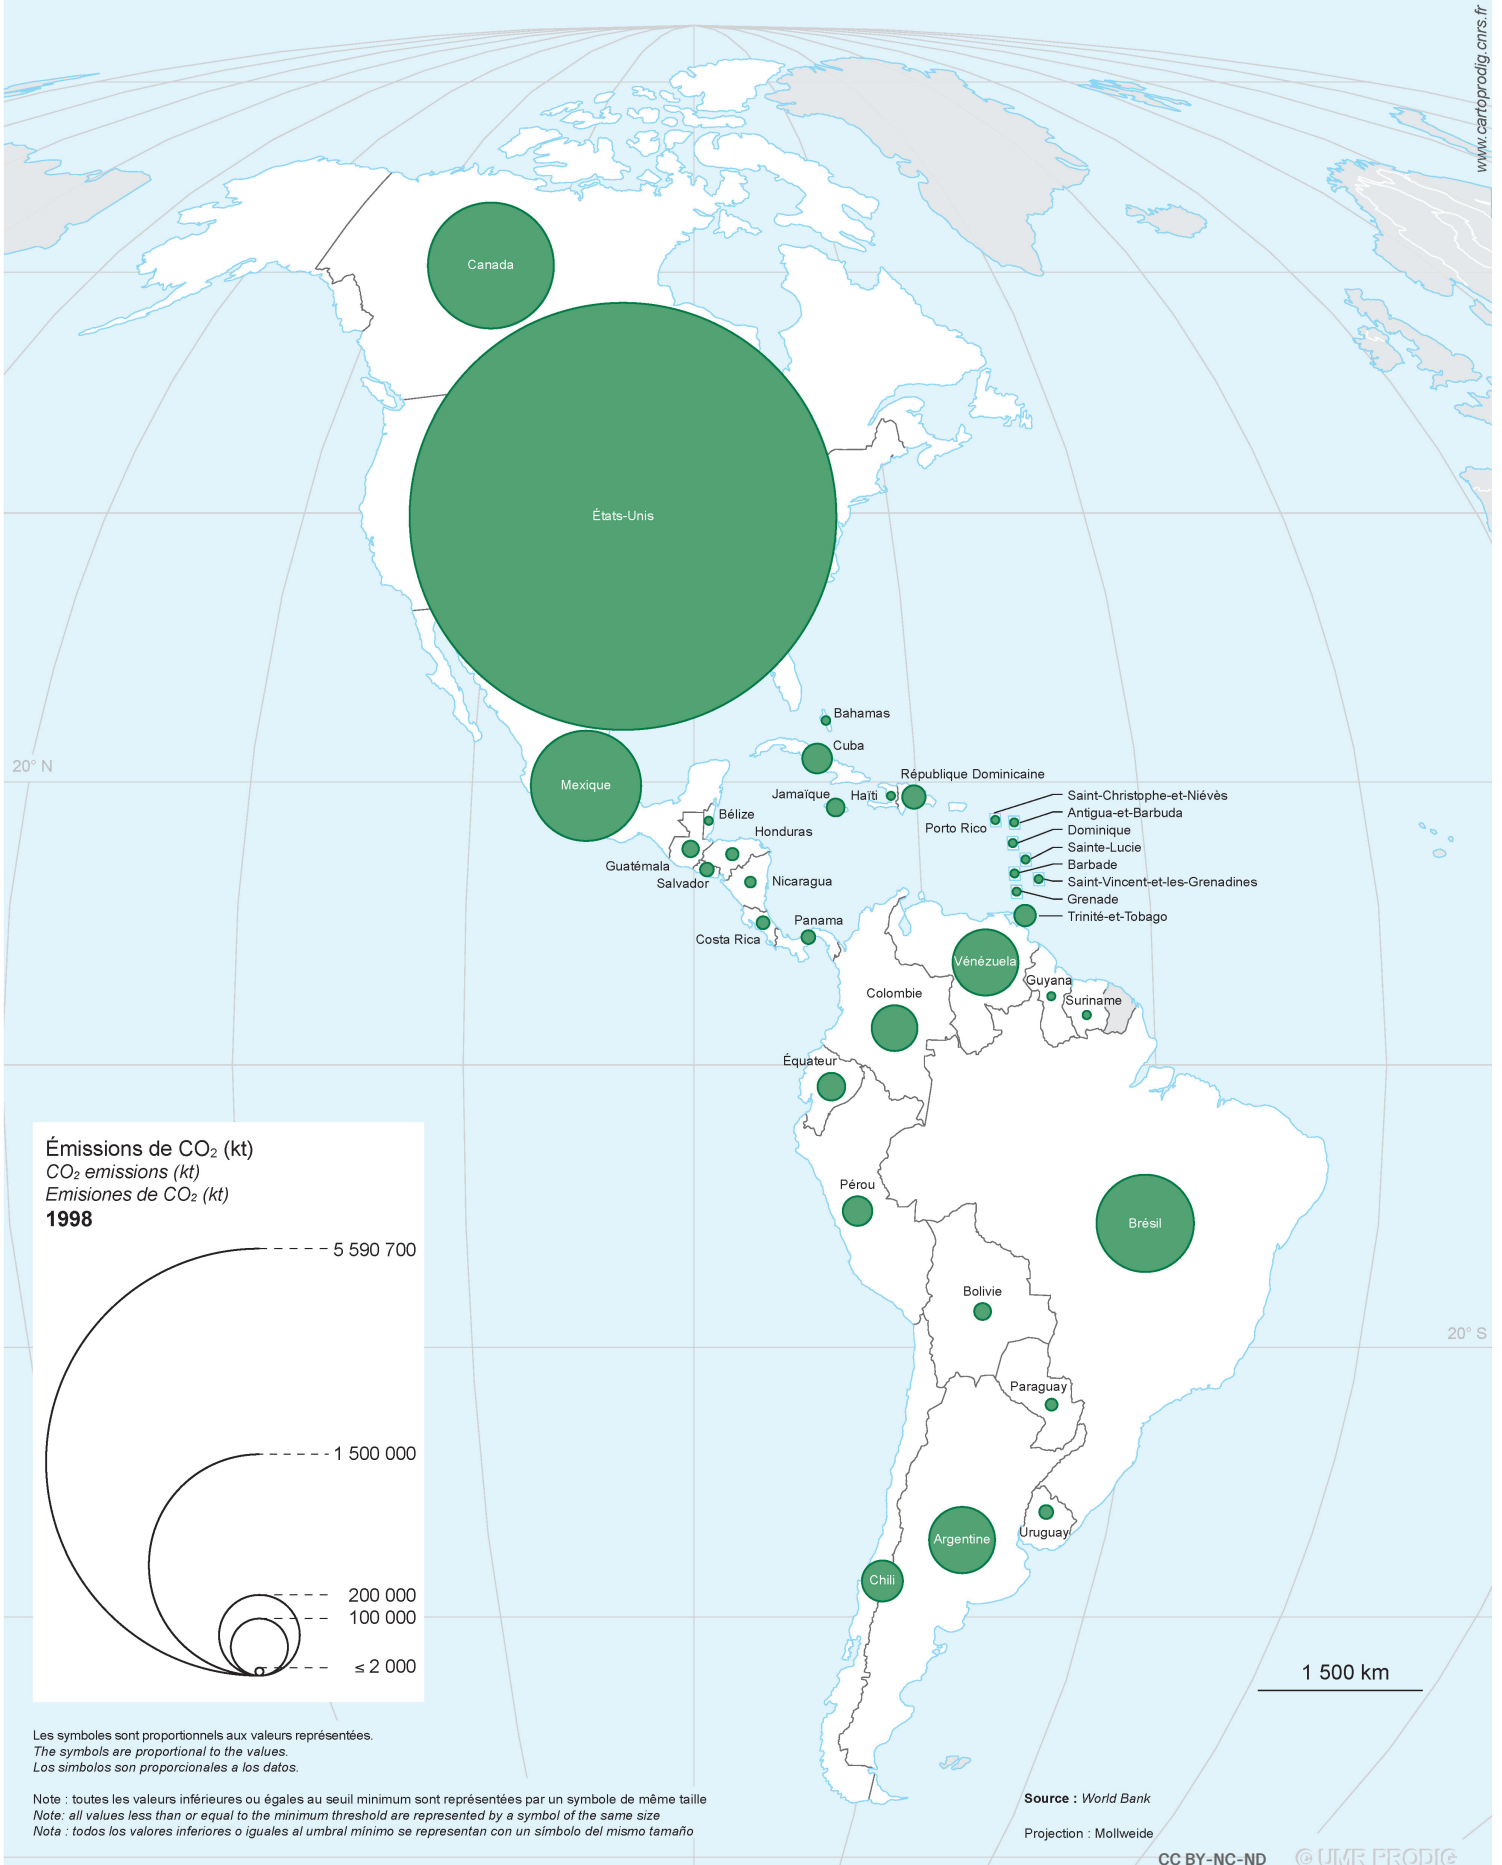 www.cartoprodig.cnrs.fr
Canada
États-Unis
Bahamas
Cuba
20° N
République Dominicaine
Mexique
Jamaïque
Haïti
Saint-Christophe-et-Niévès
Antigua-et-Barbuda
Bélize
Porto Rico
Dominique
Honduras
Sainte-Lucie
Guatémala
Barbade
Salvador
Nicaragua
Saint-Vincent-et-les-Grenadines
Grenade
Panama
Trinité-et-Tobago
Costa Rica
Vénézuela
Guyana
Colombie
Suriname
Équateur
Pérou
Brésil
Bolivie
20° S
Paraguay
Uruguay
Argentine
Chili
Émissions de CO₂ (kt)
CO₂ emissions (kt)
Emisiones de CO₂ (kt)
1998
5 590 700
1 500 000
200 000
100 000
≤ 2 000
1 500 km
Les symboles sont proportionnels aux valeurs représentées.
The symbols are proportional to the values.
Los simbolos son proporcionales a los datos.
Note : toutes les valeurs inférieures ou égales au seuil minimum sont représentées par un symbole de même taille
Note: all values less than or equal to the minimum threshold are represented by a symbol of the same size
Nota : todos los valores inferiores o iguales al umbral mínimo se representan con un símbolo del mismo tamaño
Source : World Bank
Projection : Mollweide
CC BY-NC-ND © UMR PRODIG